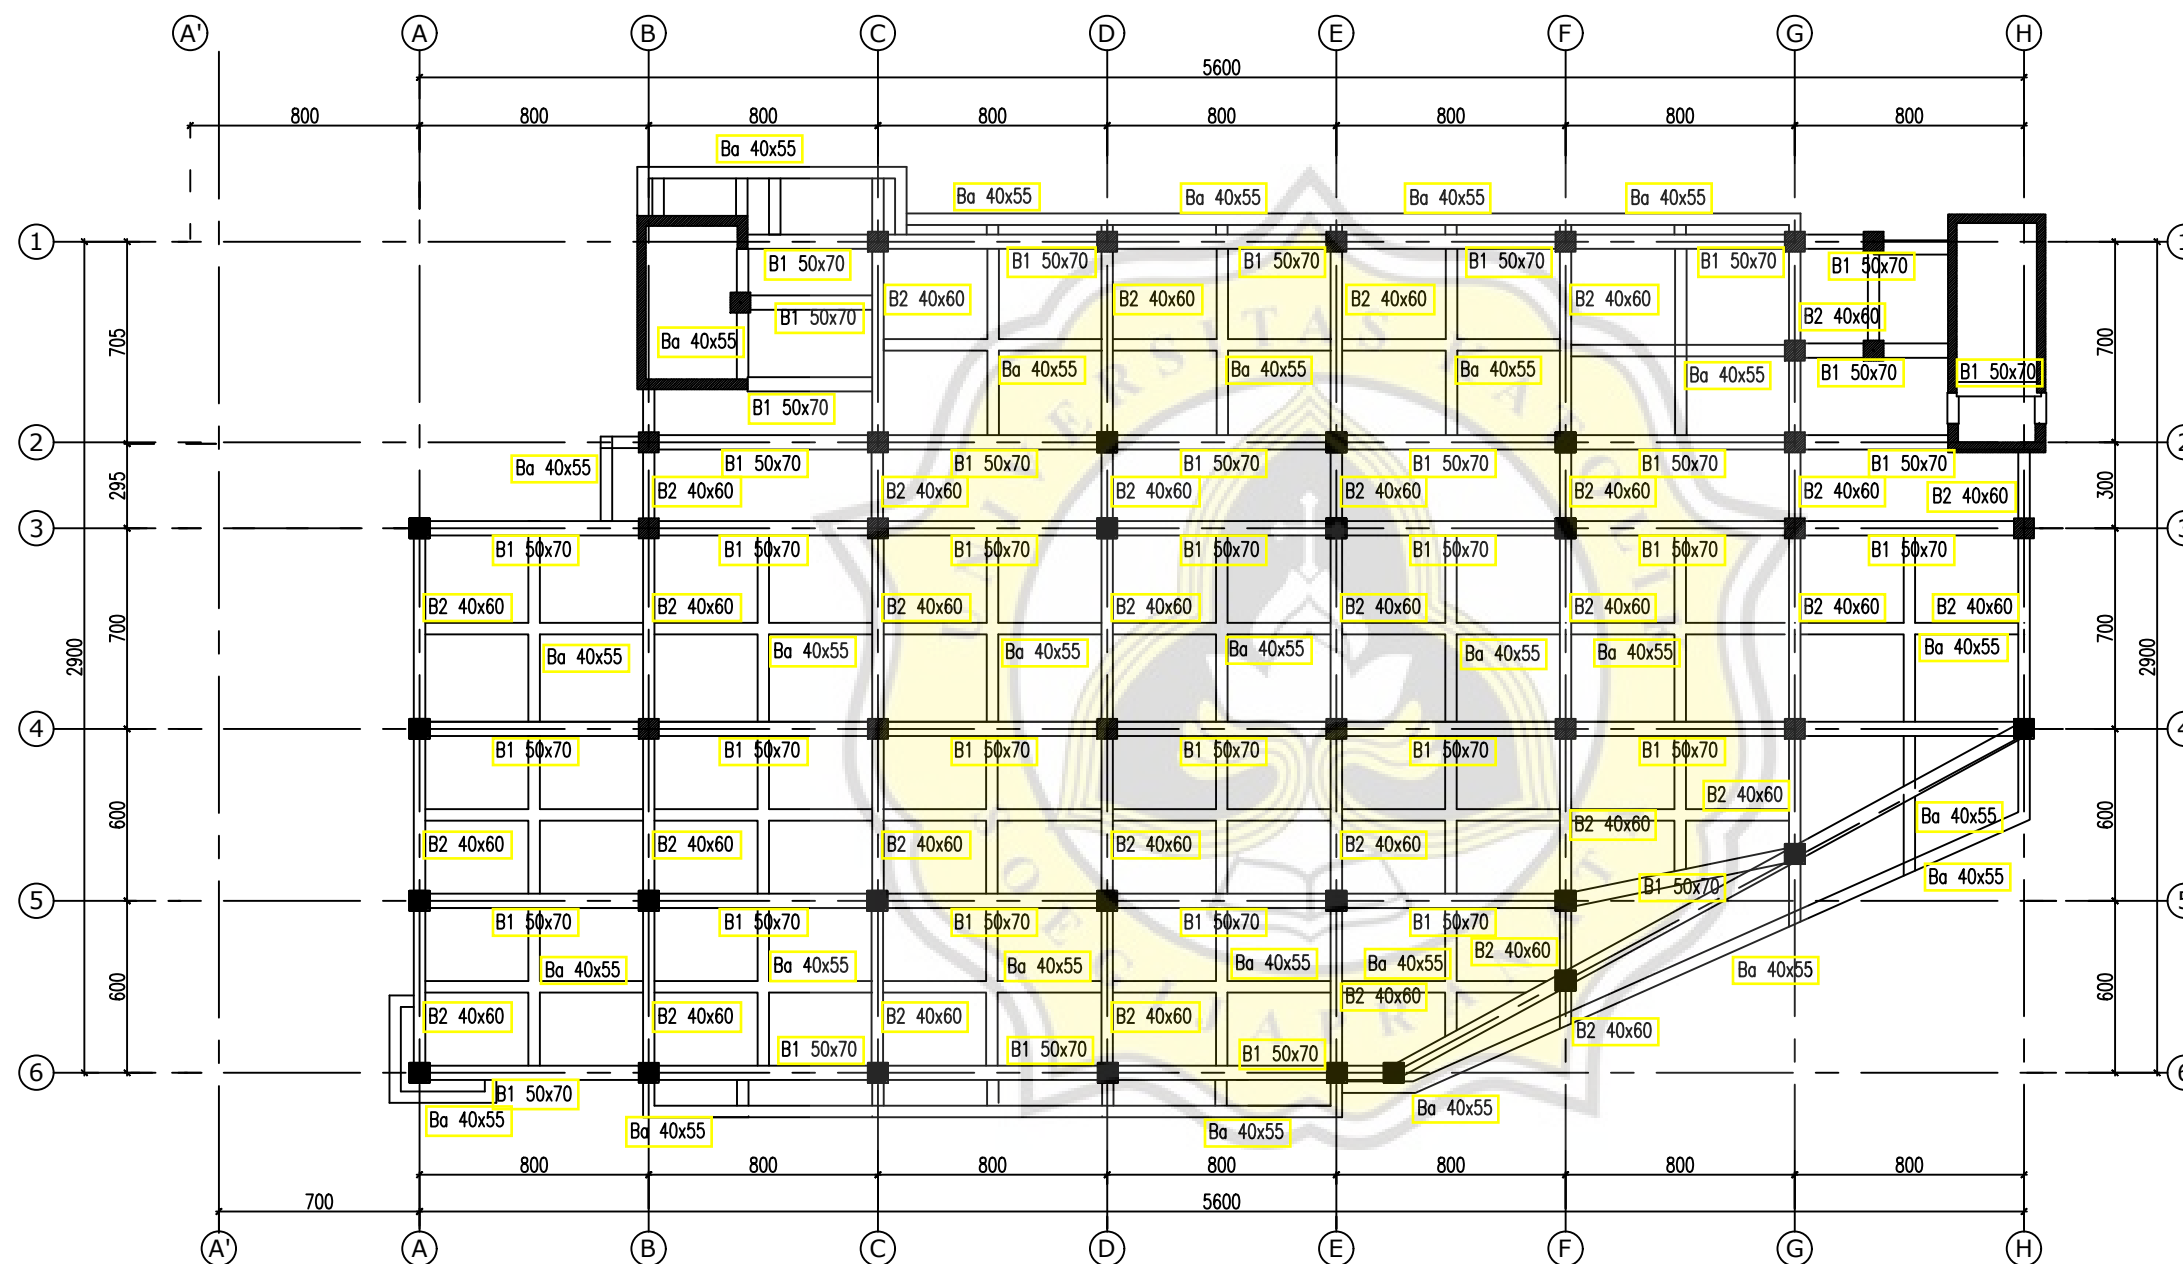 A' A B C D E F G H
5600
800 800 800 800 800 800 800 800
Ba 40x55
Ba 40x55 Ba 40x55 Ba 40x55 Ba 40x55
1 1
B1 50x70 B1 50x70 B1 50x70 B1 50x70 B1 50x70 B1 50x70
B2 40x60 B2 40x60 B2 40x60 B2 40x60
B1 50x70 B2 40x60
UNIVERSITAS KATOLIK
705 Ba 40x55 700
Ba 40x55 Ba 40x55 Ba 40x55 Ba 40x55 B1 50x70 B1 50x70
B1 50x70
2 2
Ba 40x55 B1 50x70 B1 50x70 B1 50x70 B1 50x70 B1 50x70 B1 50x70
295 B2 40x60 B2 40x60 B2 40x60 B2 40x60 B2 40x60 B2 40x60 B2 40x60 300
3 3
B1 50x70 B1 50x70 B1 50x70 B1 50x70 B1 50x70 B1 50x70 B1 50x70
B2 40x60 B2 40x60 B2 40x60 B2 40x60 B2 40x60 B2 40x60 B2 40x60 B2 40x60
2900 700 700 2900
Ba 40x55 Ba 40x55 Ba 40x55 Ba 40x55 Ba 40x55 Ba 40x55 Ba 40x55
4 4
B1 50x70 B1 50x70 B1 50x70 B1 50x70 B1 50x70 B1 50x70
B2 40x60
600 B2 40x60 Ba 40x55 600
B2 40x60 B2 40x60 B2 40x60 B2 40x60 B2 40x60
SOEGIJAPRANATA
B1 50x70 Ba 40x55
5 5
B1 50x70 B1 50x70 B1 50x70 B1 50x70 B1 50x70
B2 40x60
Ba 40x55 Ba 40x55 Ba 40x55 Ba 40x55 Ba 40x55 Ba 40x55
600 B2 40x60 600
B2 40x60 B2 40x60 B2 40x60 B2 40x60 B2 40x60
B1 50x70 B1 50x70 B1 50x70
6 6
B1 50x70
Ba 40x55 Ba 40x55 Ba 40x55 Ba 40x55
800 800 800 800 800 800 800
700 5600
A' A B C D E F G H